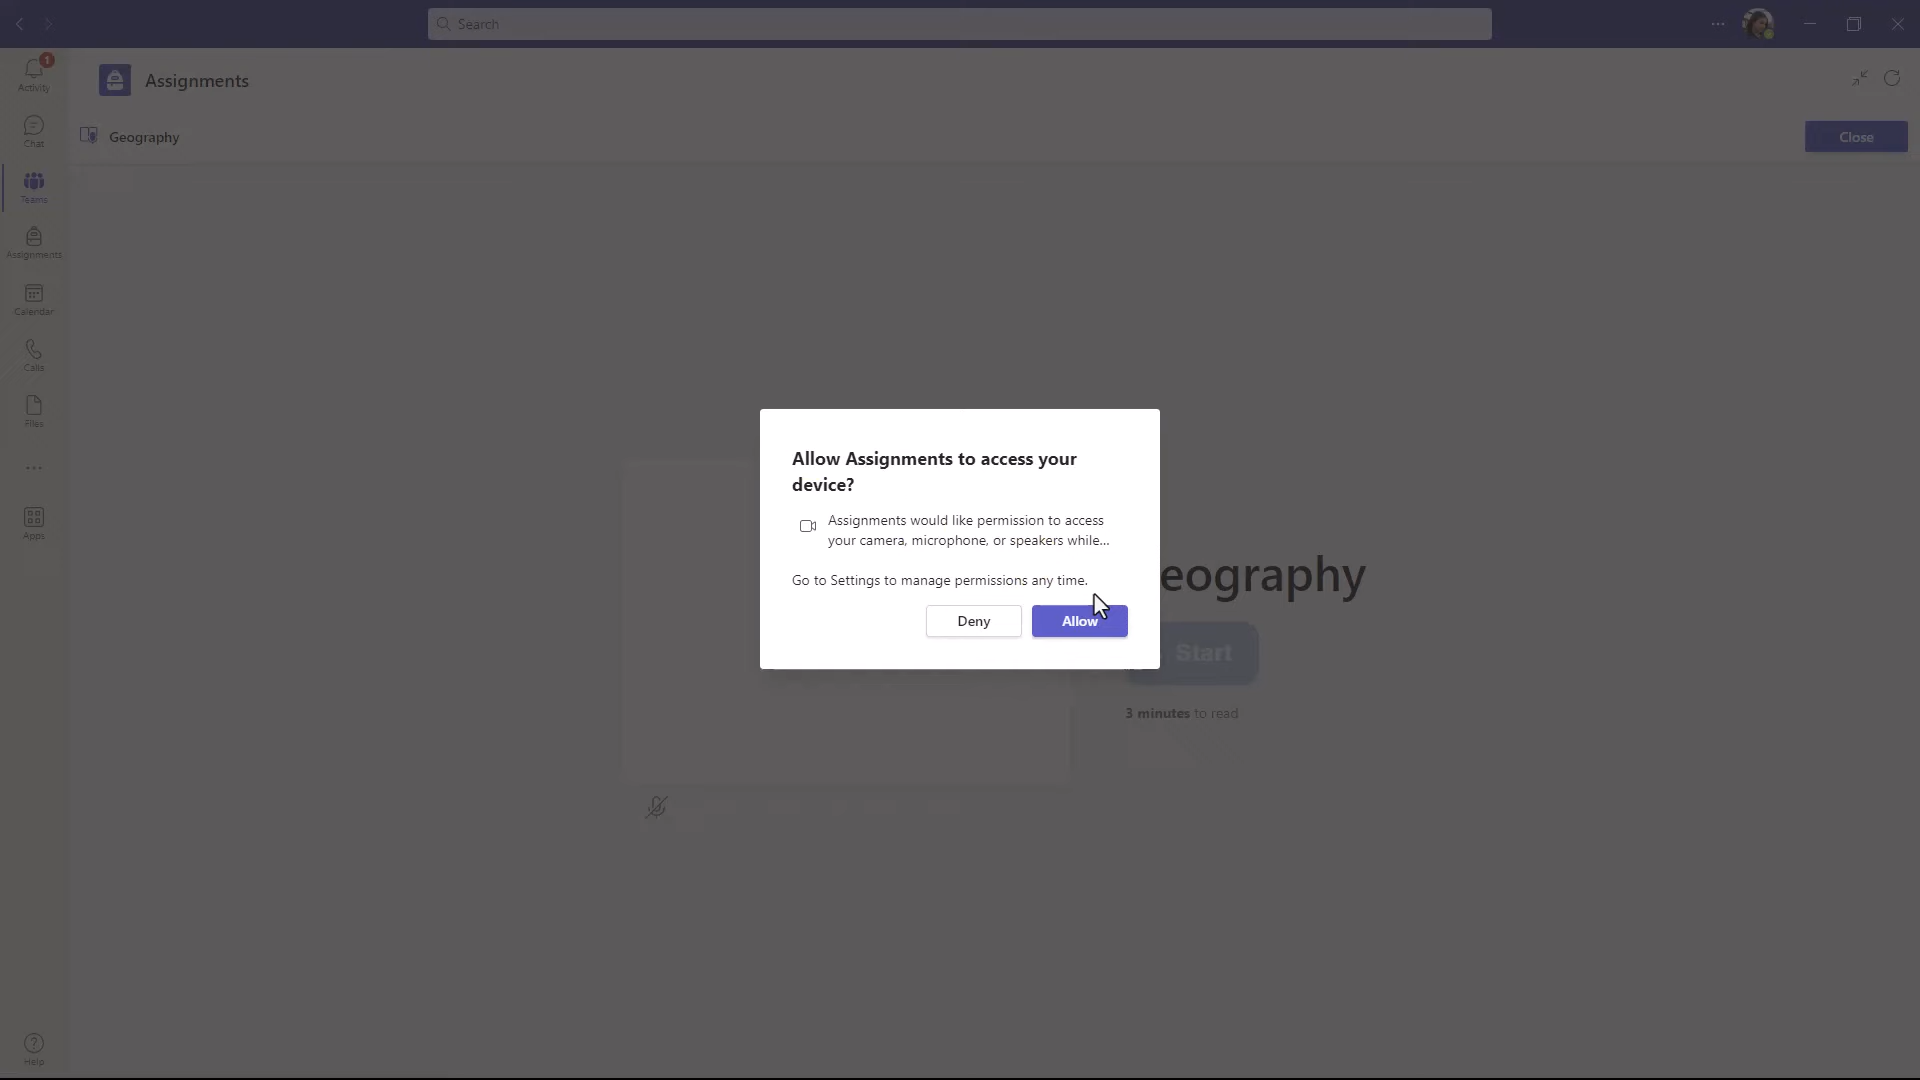 Search
1
Activity
Assignments
Chat
Geography
Close
Teams
Assignments
Calendar
Calls
Files
Apps
Allow Assignments to access your
device?
Assignments would like permission to access
your camera, microphone, or speakers while...
Go to Settings to manage permissions any time.
Deny
Allow
eography
Start
3 minutes to read
Help